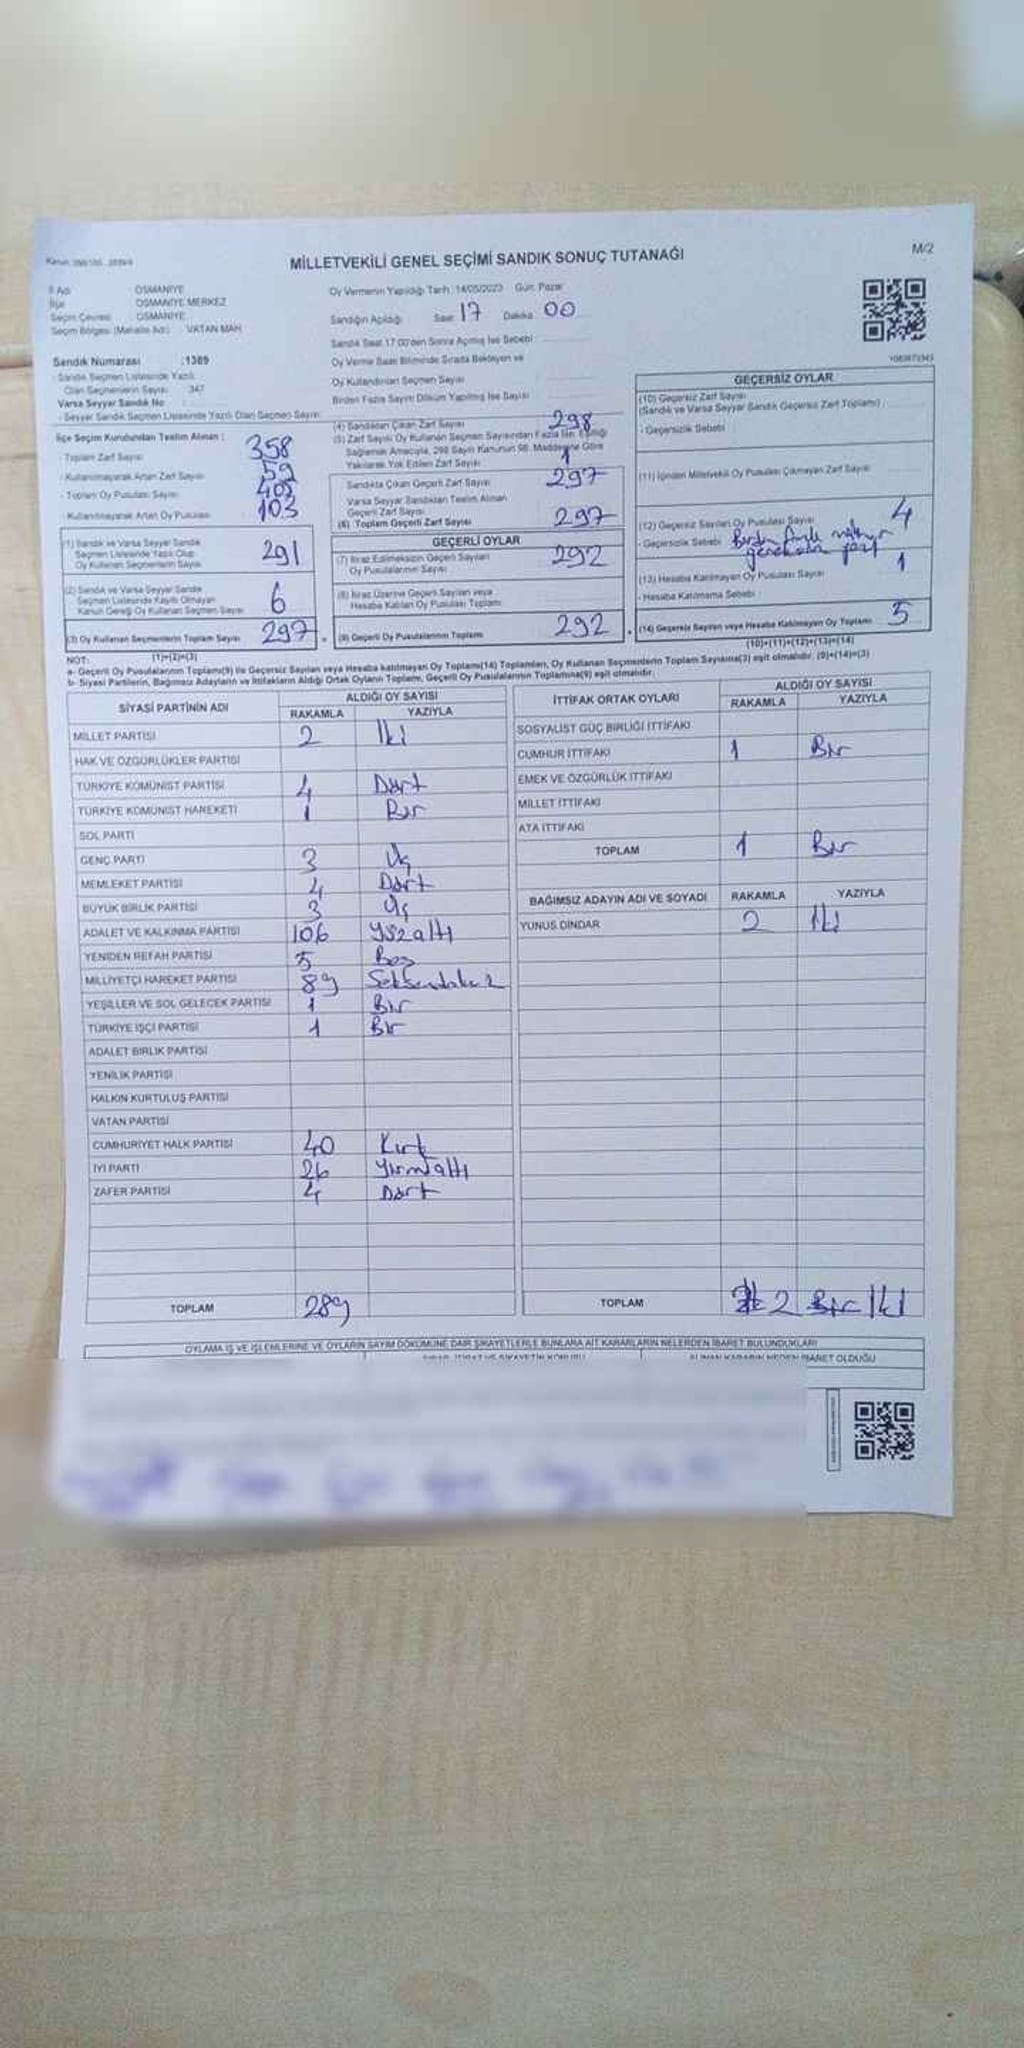 MİLLETVEKİLİ GENEL SEÇİMİ SANDIK SONUÇ TUTANAĞI
M/2
İl Adı : OSMANİYE
İlçe : OSMANİYE MERKEZ
Seçim Çevresi : OSMANİYE
Seçim Bölgesi (Mahalle Adı) : VATAN MAH
Sandık Numarası : 1389
- Sandık Seçmen Listesinde Yazılı
Olan Seçmenlerin Sayısı : 347
Varsa Seyyar Sandık No
- Seyyar Sandık Seçmen Listesinde Yazılı Olan Seçmen Sayısı
Oy Vermenin Yapıldığı Tarih : 14/05/2023 Gün: Pazar
Sandığın Açıldığı Saat 17 Dakika 00
Sandık Saat 17.00'den Sonra Açılmış İse Sebebi
Oy Verme Saati Bitiminde Sırada Bekleyen ve
Oy Kullandırılan Seçmen Sayısı
Birden Fazla Sayım Döküm Yapılmış İse Sayısı
İlçe Seçim Kurulundan Teslim Alınan :
- Toplam Zarf Sayısı 358
- Kullanılmayarak Artan Zarf Sayısı 59
- Toplam Oy Pusulası Sayısı
- Kullanılmayarak Artan Oy Pusulası 103
(1) Sandık ve Varsa Seyyar Sandık
Seçmen Listesinde Yazılı Olup
Oy Kullanan Seçmenlerin Sayısı 291
(2) Sandık ve Varsa Seyyar Sandık
Seçmen Listesinde Kayıtlı Olmayan
Kanun Gereği Oy Kullanan Seçmen Sayısı 6
(3) Oy Kullanan Seçmenlerin Toplam Sayısı 297
(1)+(2)=(3)
(4) Sandıktan Çıkan Zarf Sayısı 298
(5) Zarf Sayısı Oy Kullanan Seçmen Sayısından Fazla İse, Eşitliği
Sağlamak Amacıyla, 298 Sayılı Kanunun 98. Maddesine Göre
Yakılarak Yok Edilen Zarf Sayısı 1
Sandıkta Çıkan Geçerli Zarf Sayısı 297
Varsa Seyyar Sandıktan Teslim Alınan
Geçerli Zarf Sayısı
(6) Toplam Geçerli Zarf Sayısı 297
GEÇERLİ OYLAR
(7) İtiraz Edilmeksizin Geçerli Sayılan
Oy Pusulalarının Sayısı 292
(8) İtiraz Üzerine Geçerli Sayılan veya
Hesaba Katılan Oy Pusulası Toplamı
(9) Geçerli Oy Pusulalarının Toplamı 292
GEÇERSİZ OYLAR
(10) Geçersiz Zarf Sayısı
(Sandık ve Varsa Seyyar Sandık Geçersiz Zarf Toplamı)
- Geçersizlik Sebebi
(11) İçinden Milletvekili Oy Pusulası Çıkmayan Zarf Sayısı
(12) Geçersiz Sayılan Oy Pusulası Sayısı 4
- Geçersizlik Sebebi Birden fazla mühür
(13) Hesaba Katılmayan Oy Pusulası Sayısı 1
- Hesaba Katılmama Sebebi
(14) Geçersiz Sayılan veya Hesaba Katılmayan Oy Toplamı 5
(10)+(11)+(12)+(13)=(14)
NOT:
a- Geçerli Oy Pusulalarının Toplamı(9) ile Geçersiz Sayılan veya Hesaba katılmayan Oy Toplamı(14) Toplamları, Oy Kullanan Seçmenlerin Toplam Sayısına(3) eşit olmalıdır. (9)+(14)=(3)
b- Siyasi Partilerin, Bağımsız Adayların ve İttifakların Aldığı Ortak Oyların Toplamı, Geçerli Oy Pusulalarının Toplamına(9) eşit olmalıdır.
SİYASİ PARTİNİN ADI ALDIĞI OY SAYISI
RAKAMLA YAZIYLA
MİLLET PARTİSİ 2 İki
HAK VE ÖZGÜRLÜKLER PARTİSİ
TÜRKİYE KOMÜNİST PARTİSİ 4 Dört
TÜRKİYE KOMÜNİST HAREKETİ 1 Bir
SOL PARTİ
GENÇ PARTİ 3 Üç
MEMLEKET PARTİSİ 4 Dört
BÜYÜK BİRLİK PARTİSİ 3 Üç
ADALET VE KALKINMA PARTİSİ 106 Yüzaltı
YENİDEN REFAH PARTİSİ 5 Beş
MİLLİYETÇİ HAREKET PARTİSİ 89 Seksendokuz
YEŞİLLER VE SOL GELECEK PARTİSİ 1 Bir
TÜRKİYE İŞÇİ PARTİSİ 1 Bir
ADALET BİRLİK PARTİSİ
YENİLİK PARTİSİ
HALKIN KURTULUŞ PARTİSİ
VATAN PARTİSİ
CUMHURİYET HALK PARTİSİ 40 Kırk
İYİ PARTİ 26 Yirmialtı
ZAFER PARTİSİ 4 Dört
TOPLAM 289
İTTİFAK ORTAK OYLARI ALDIĞI OY SAYISI
RAKAMLA YAZIYLA
SOSYALİST GÜÇ BİRLİĞİ İTTİFAKI
CUMHUR İTTİFAKI 1 Bir
EMEK VE ÖZGÜRLÜK İTTİFAKI
MİLLET İTTİFAKI
ATA İTTİFAKI
TOPLAM 1 Bir
BAĞIMSIZ ADAYIN ADI VE SOYADI RAKAMLA YAZIYLA
YUNUS DİNDAR 2 İki
TOPLAM 2 Bir İki
OYLAMA İŞ VE İŞLEMLERİNE VE OYLARIN SAYIM DÖKÜMÜNE DAİR ŞİKAYETLERLE BUNLARA AİT KARARLARIN NELERDEN İBARET BULUNDUKLARI
ALINAN KARARIN NEDEN İBARET OLDUĞU